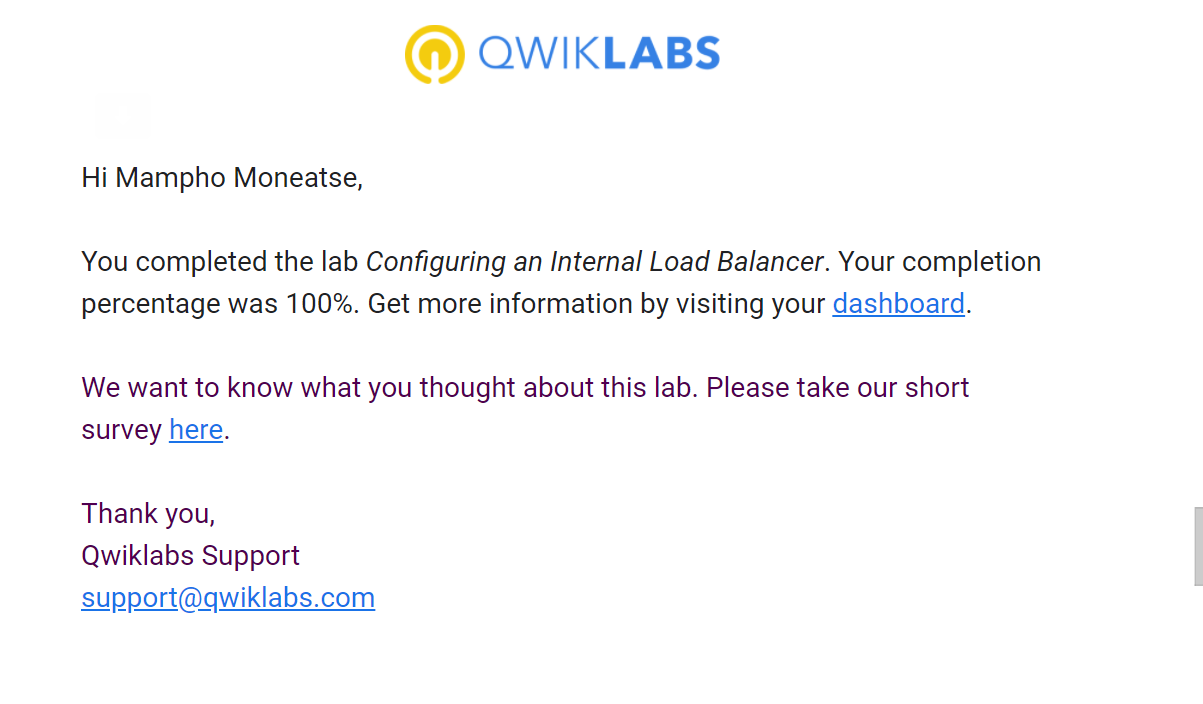 QWIKLABS
Hi Mampho Moneatse,
You completed the lab Configuring an Internal Load Balancer. Your completion
percentage was 100%. Get more information by visiting your dashboard.
We want to know what you thought about this lab. Please take our short
survey here.
Thank you,
Qwiklabs Support
support@qwiklabs.com